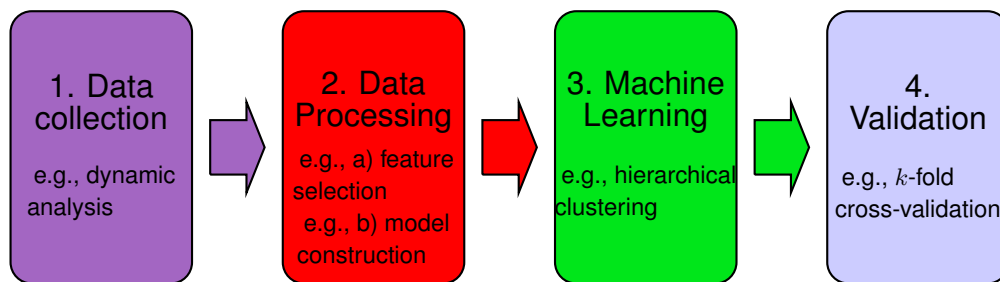 1. Data
collection
e.g., dynamic
analysis
2. Data
Processing
e.g., a) feature
selection
e.g., b) model
construction
3. Machine
Learning
e.g., hierarchical
clustering
4.
Validation
e.g., k-fold
cross-validation